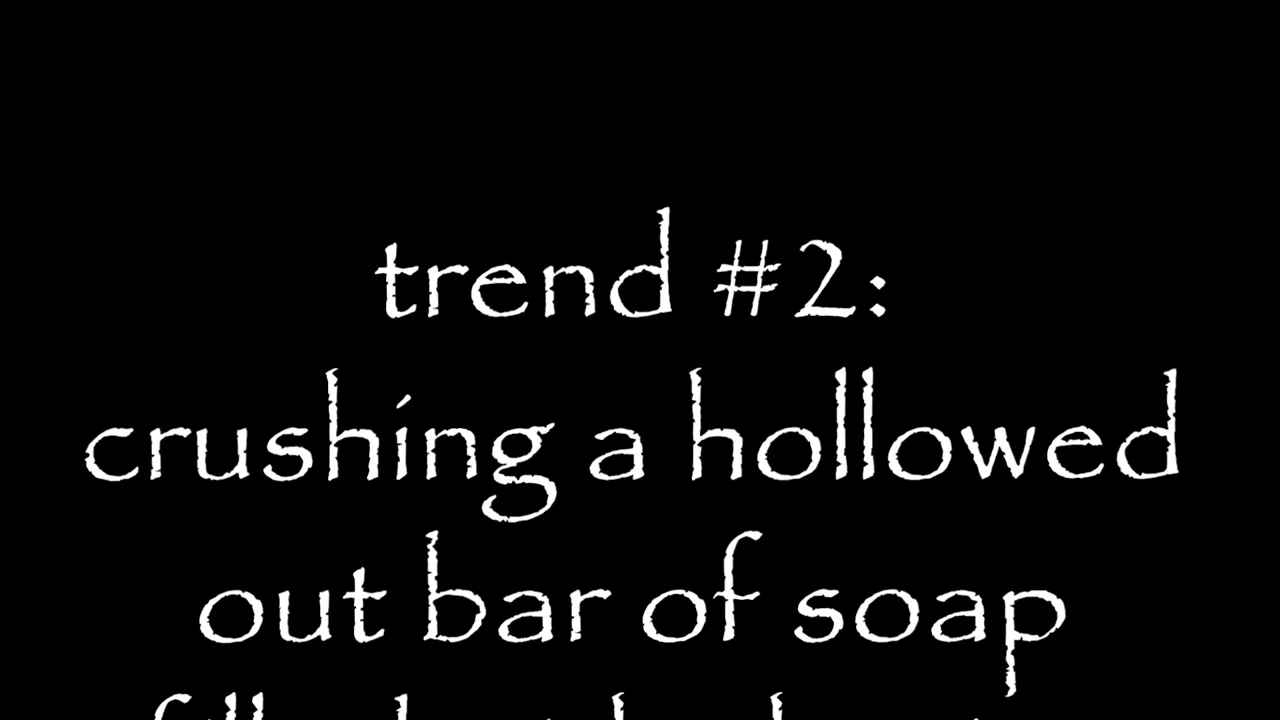 trend #2:
crushing a hollowed
out bar of soap